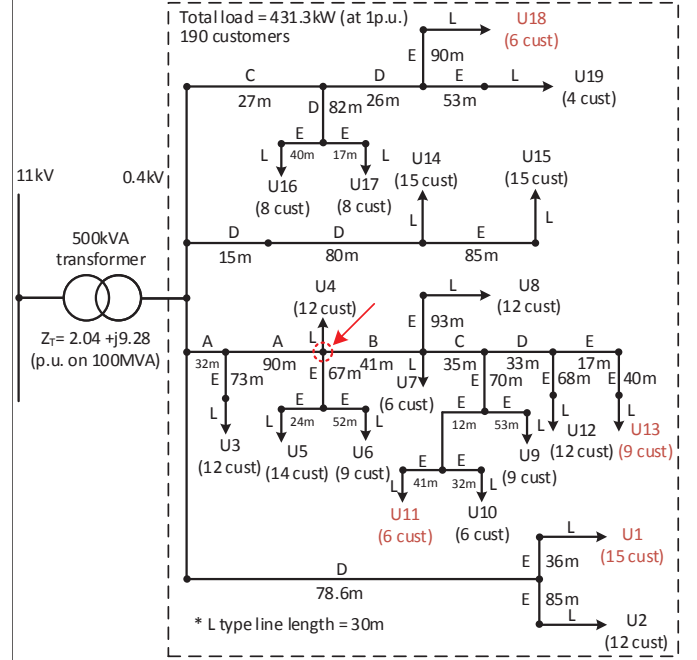 Total load = 431.3kW (at 1p.u.)
190 customers
L
U18
(6 cust)
E
90m
C
D
E
L
U19
(4 cust)
27m
D
82m
26m
53m
E
E
L
40m
17m
L
U14
(15 cust)
U15
(15 cust)
U16
(8 cust)
U17
(8 cust)
11kV
0.4kV
L
L
D
D
E
15m
80m
85m
500kVA
transformer
Z_T= 2.04 +j9.28
(p.u. on 100MVA)
U4
(12 cust)
L
L
U8
(12 cust)
E
93m
A
A
B
C
D
E
32m
90m
41m
35m
33m
17m
E
73m
E
67m
L
U7
(6 cust)
E
70m
E
68m
E
40m
E
E
L
24m
52m
L
E
E
12m
53m
L
L
L
L
U3
(12 cust)
U5
(14 cust)
U6
(9 cust)
U9
(9 cust)
U12
(12 cust)
U13
(9 cust)
E
E
L
41m
32m
L
U11
(6 cust)
U10
(6 cust)
L
U1
(15 cust)
D
E
36m
78.6m
E
85m
L
U2
(12 cust)
* L type line length = 30m